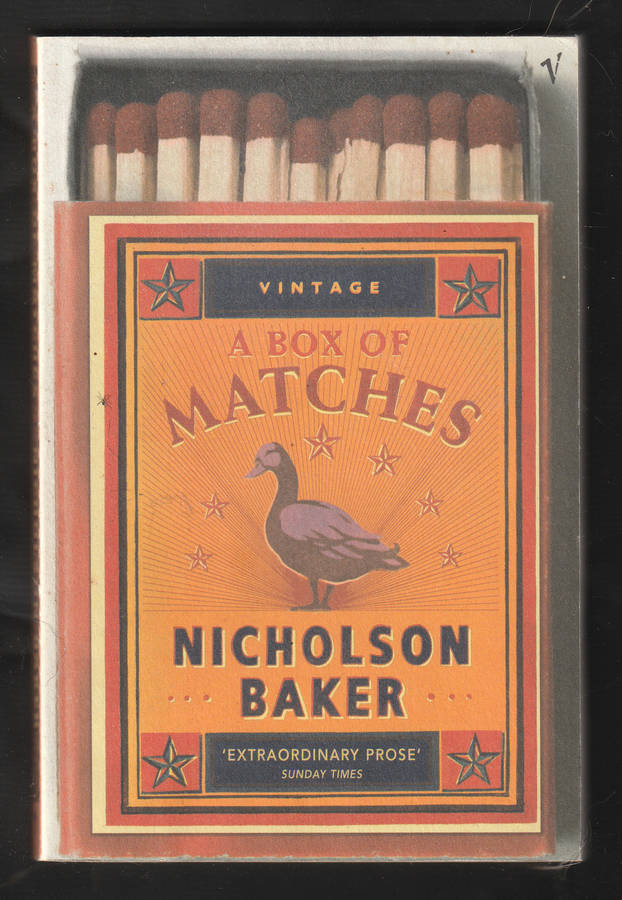 V
VINTAGE
A BOX OF
MATCHES
NICHOLSON
BAKER
'EXTRAORDINARY PROSE'
SUNDAY TIMES